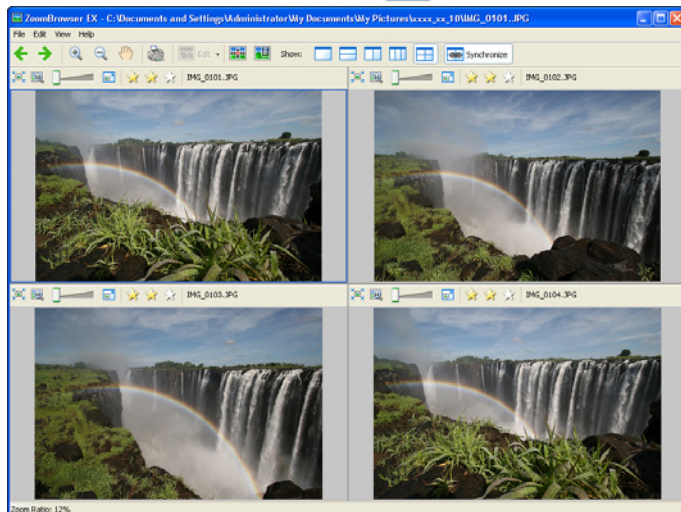 ZoomBrowser EX - C:\Documents and Settings\Administrator\My Documents\My Pictures\xxxx_xx_10\IMG_0101.JPG
File Edit View Help
Edit Show: Synchronize
IMG_0101.JPG IMG_0102.JPG
IMG_0103.JPG IMG_0104.JPG
Zoom Ratio: 12%